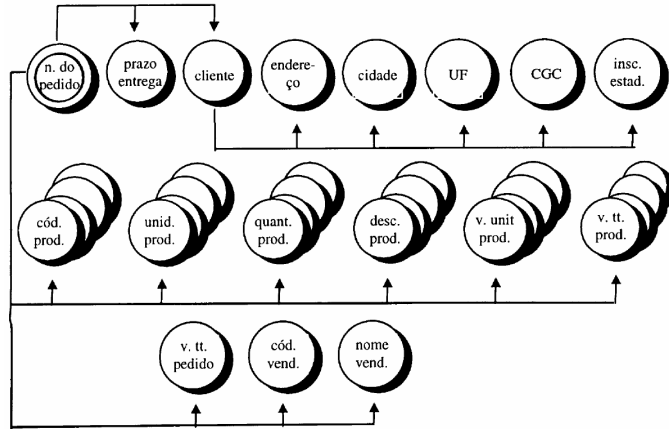 n. do
pedido
prazo
entrega
cliente
endere-
ço
cidade
UF
CGC
insc.
estad.
cód.
prod.
unid.
prod.
quant.
prod.
desc.
prod.
v. unit
prod.
v. tt.
prod.
v. tt.
pedido
cód.
vend.
nome
vend.